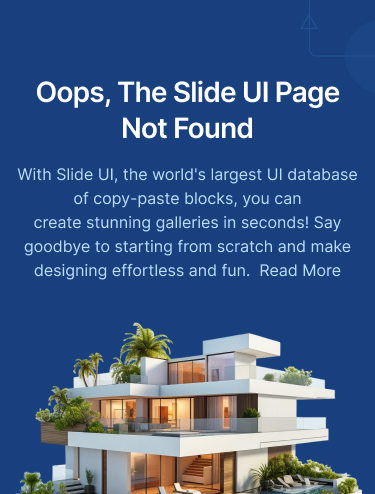 Oops, The Slide UI Page
Not Found
With Slide UI, the world's largest UI database
of copy-paste blocks, you can
create stunning galleries in seconds! Say
goodbye to starting from scratch and make
designing effortless and fun.  Read More